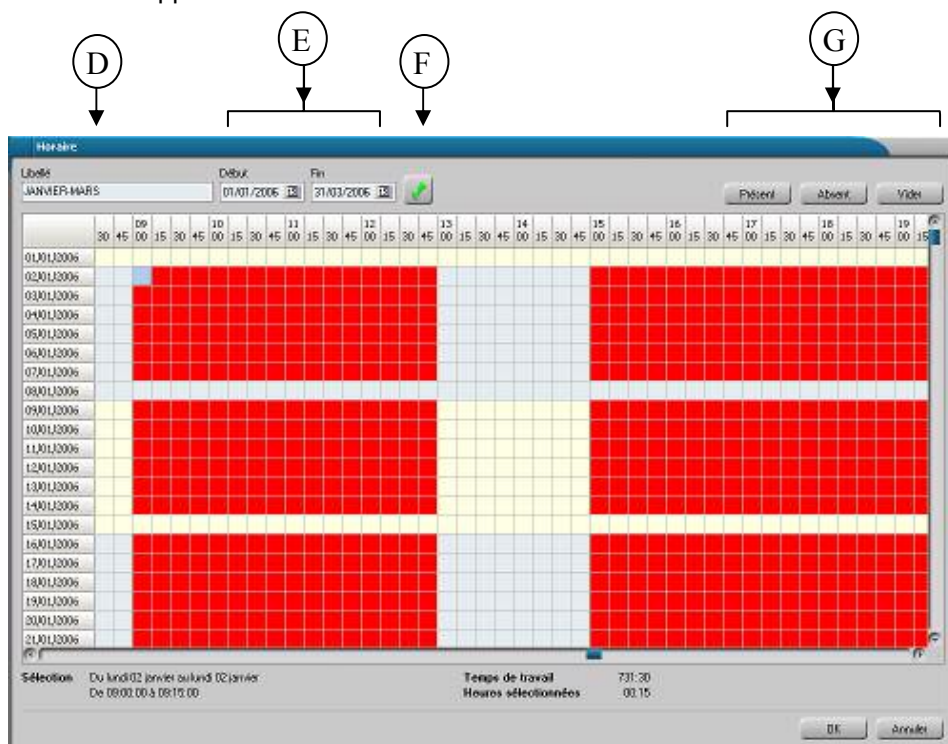 D E F G
Horaire
Libellé Début Fin
JANVIER-MARS 01/01/2006 31/03/2006 Présent Absent Vider
09 10 11 12 13 14 15 16 17 18 19
30 45 00 15 30 45 00 15 30 45 00 15 30 45 00 15 30 45 00 15 30 45 00 15 30 45 00 15 30 45 00 15 30 45 00 15 30 45 00 15 30 45 00 15
01/01/2006
02/01/2006
03/01/2006
04/01/2006
05/01/2006
06/01/2006
07/01/2006
08/01/2006
09/01/2006
10/01/2006
11/01/2006
12/01/2006
13/01/2006
14/01/2006
15/01/2006
16/01/2006
17/01/2006
18/01/2006
19/01/2006
20/01/2006
21/01/2006
Sélection Du lundi 02 janvier au lundi 02 janvier Temps de travail 731:30
De 09:00:00 à 09:15:00 Heures sélectionnées 00:15
OK Annuler